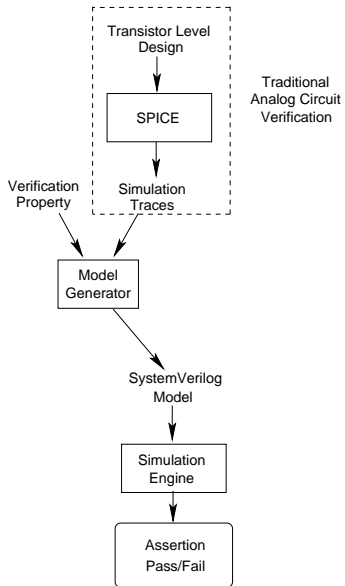 Transistor Level
Design
Traditional
Analog Circuit
Verification
SPICE
Verification
Property
Simulation
Traces
Model
Generator
SystemVerilog
Model
Simulation
Engine
Assertion
Pass/Fail